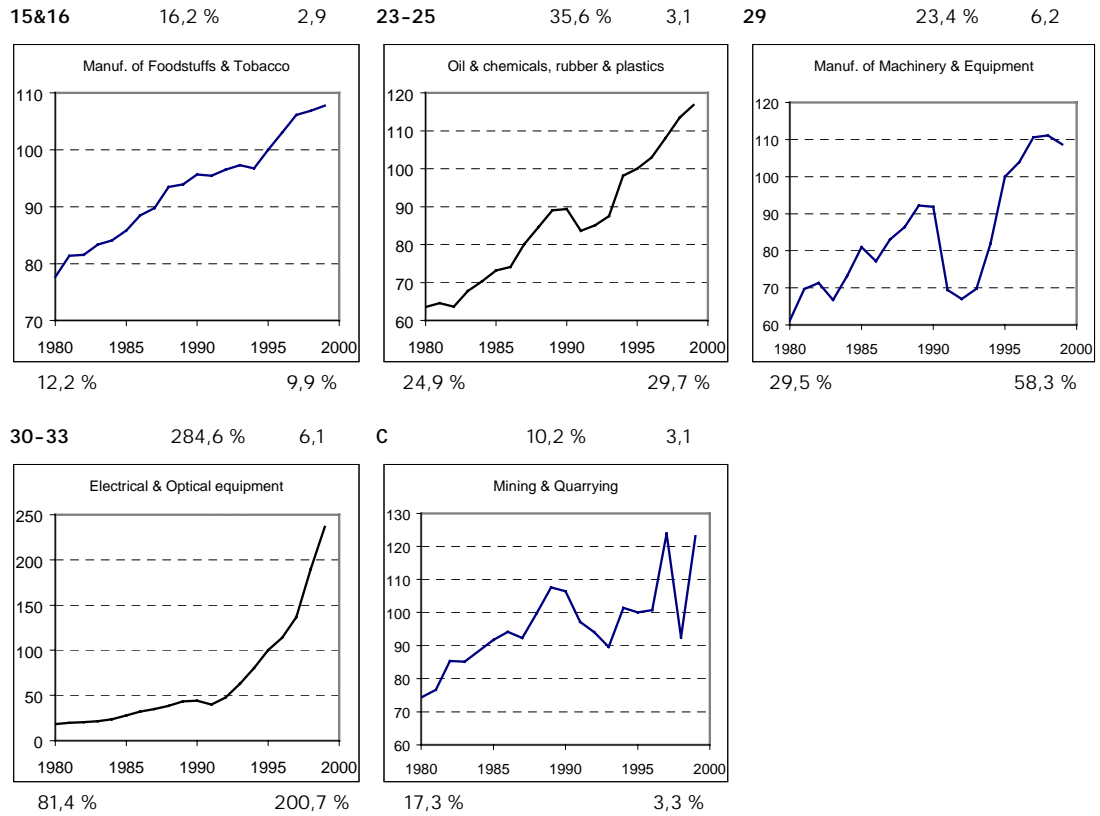 15&16 16,2 % 2,9 23-25 35,6 % 3,1 29 23,4 % 6,2
Manuf. of Foodstuffs & Tobacco
110
100
90
80
70
1980 1985 1990 1995 2000
12,2 % 9,9 %
Oil & chemicals, rubber & plastics
120
110
100
90
80
70
60
1980 1985 1990 1995 2000
24,9 % 29,7 %
Manuf. of Machinery & Equipment
120
110
100
90
80
70
60
1980 1985 1990 1995 2000
29,5 % 58,3 %
30-33 284,6 % 6,1 C 10,2 % 3,1
Electrical & Optical equipment
250
200
150
100
50
0
1980 1985 1990 1995 2000
81,4 % 200,7 %
Mining & Quarrying
130
120
110
100
90
80
70
60
1980 1985 1990 1995 2000
17,3 % 3,3 %